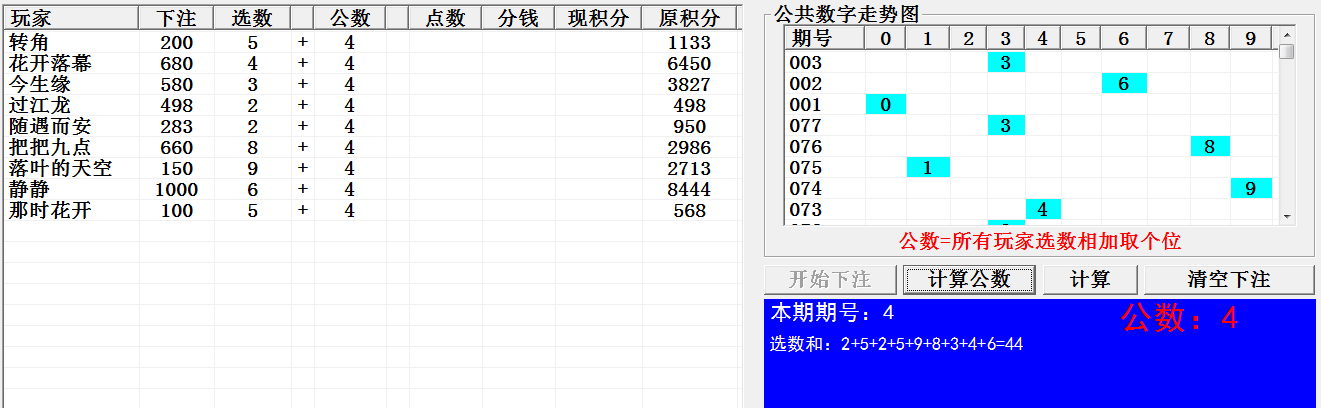 玩家 下注 选数 公数 点数 分钱 现积分 原积分
转角 200 5 + 4 1133
花开落幕 680 4 + 4 6450
今生缘 580 3 + 4 3827
过江龙 498 2 + 4 498
随遇而安 283 2 + 4 950
把把九点 660 8 + 4 2986
落叶的天空 150 9 + 4 2713
静静 1000 6 + 4 8444
那时花开 100 5 + 4 568
公共数字走势图
期号 0 1 2 3 4 5 6 7 8 9
003 3
002 6
001 0
077 3
076 8
075 1
074 9
073 4
公数=所有玩家选数相加取个位
开始下注 计算公数 计算 清空下注
本期期号：4 公数：4
选数和：2+5+2+5+9+8+3+4+6=44